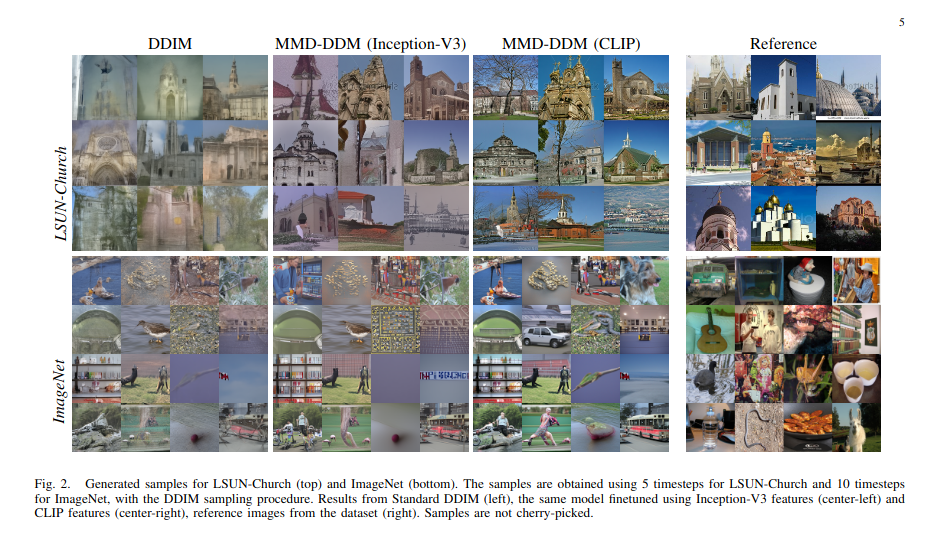 5
DDIM
MMD-DDM (Inception-V3)
MMD-DDM (CLIP)
Reference
LSUN-Church
ImageNet
Fig. 2. Generated samples for LSUN-Church (top) and ImageNet (bottom). The samples are obtained using 5 timesteps for LSUN-Church and 10 timesteps
for ImageNet, with the DDIM sampling procedure. Results from Standard DDIM (left), the same model finetuned using Inception-V3 features (center-left) and
CLIP features (center-right), reference images from the dataset (right). Samples are not cherry-picked.